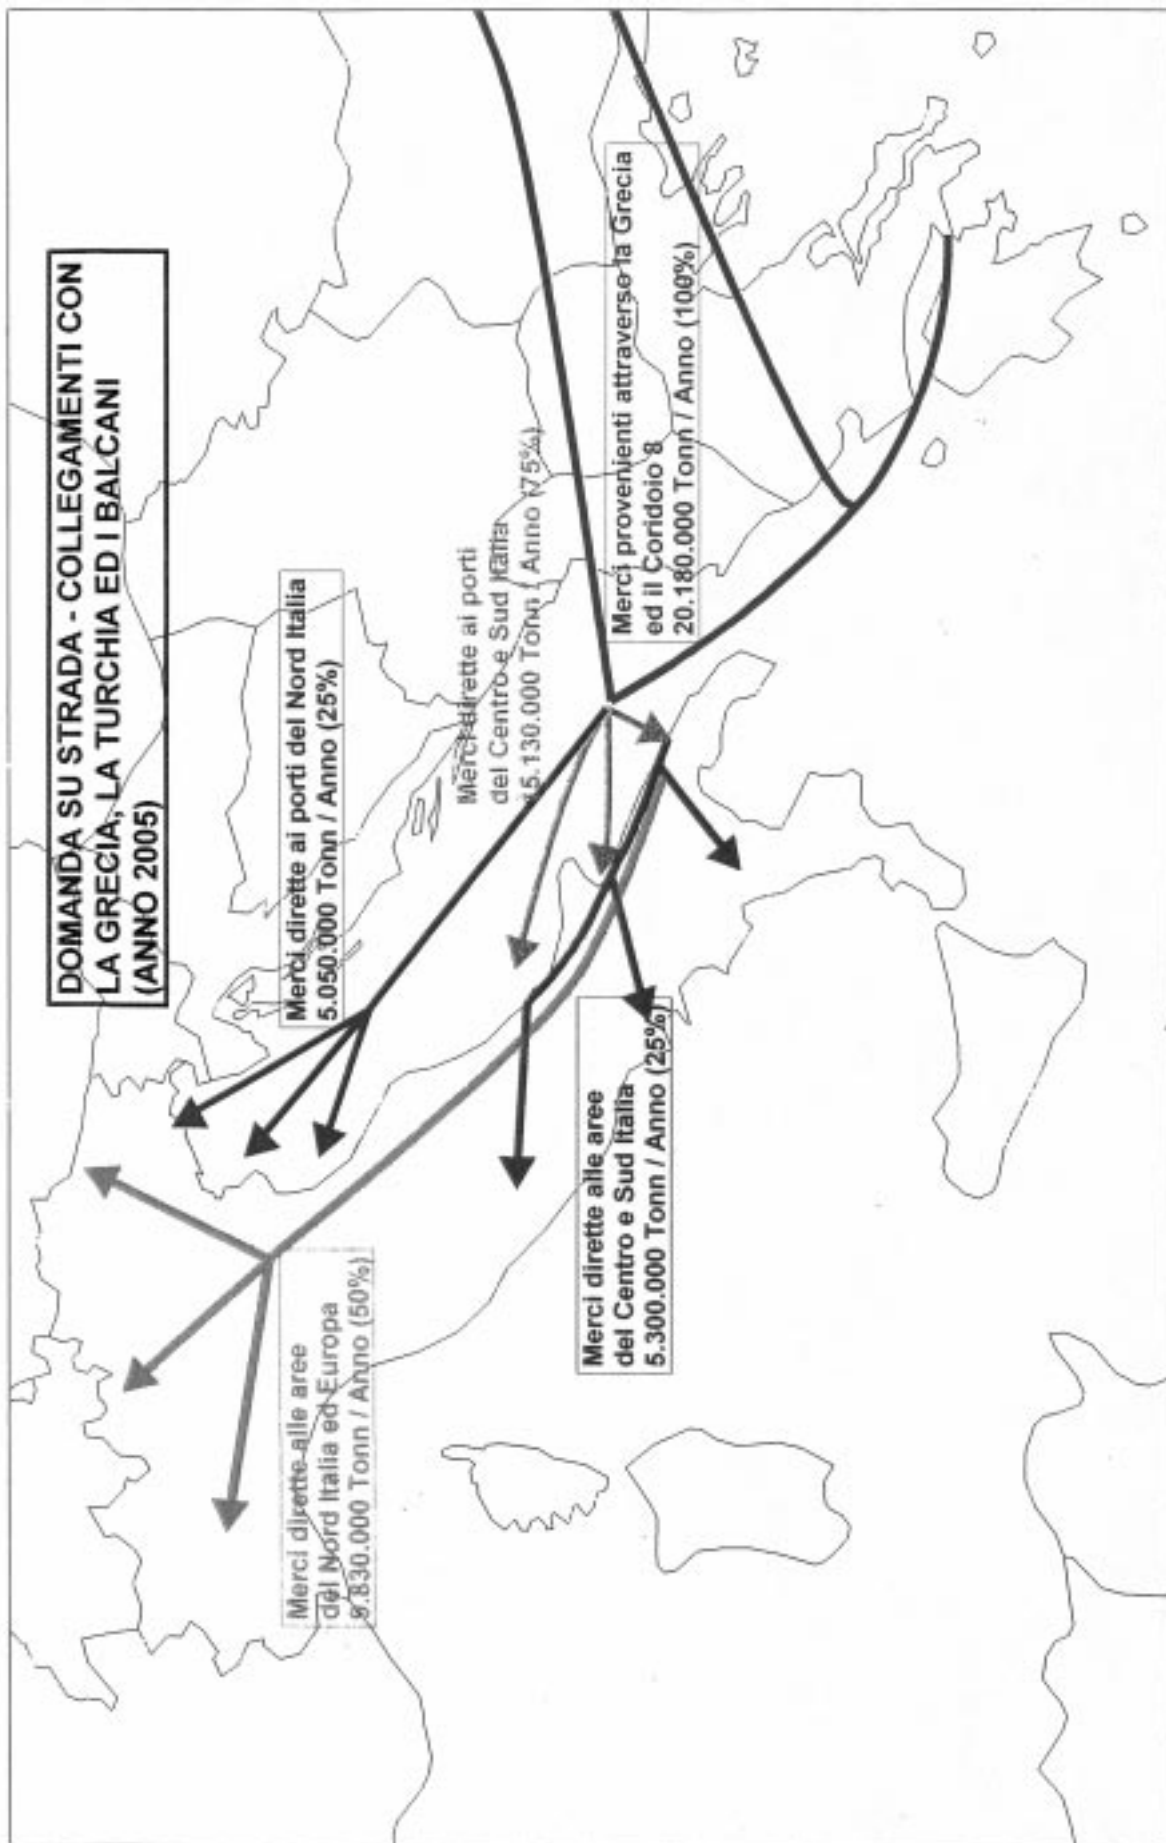 DOMANDA SU STRADA - COLLEGAMENTI CON
LA GRECIA, LA TURCHIA ED I BALCANI
(ANNO 2005)
Merci dirette alle aree
del Nord Italia ed Europa
9.830.000 Tonn / Anno (50%)
Merci dirette ai porti del Nord Italia
5.050.000 Tonn / Anno (25%)
Merci dirette ai porti
del Centro e Sud Italia
15.130.000 Tonn / Anno (75%)
Merci dirette alle aree
del Centro e Sud Italia
5.300.000 Tonn / Anno (25%)
Merci provenienti attraverso la Grecia
ed il Coridoio 8
20.180.000 Tonn / Anno (100%)